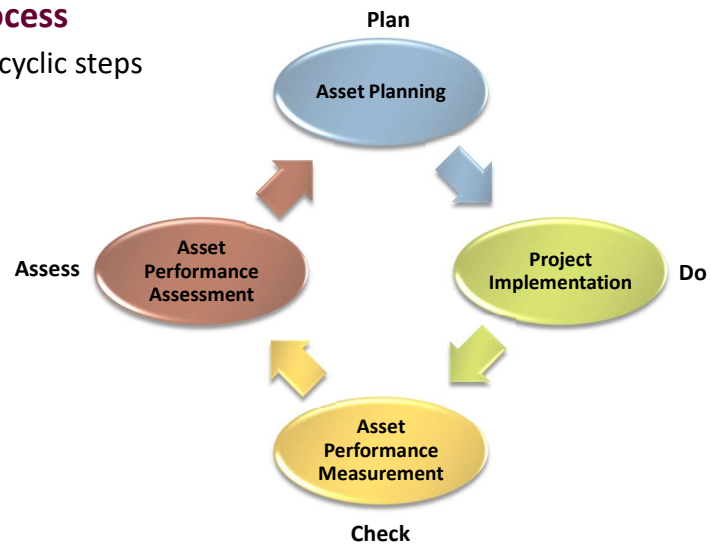 ocess
cyclic steps
Plan
Asset Planning
Assess
Asset
Performance
Assessment
Project
Implementation
Do
Asset
Performance
Measurement
Check